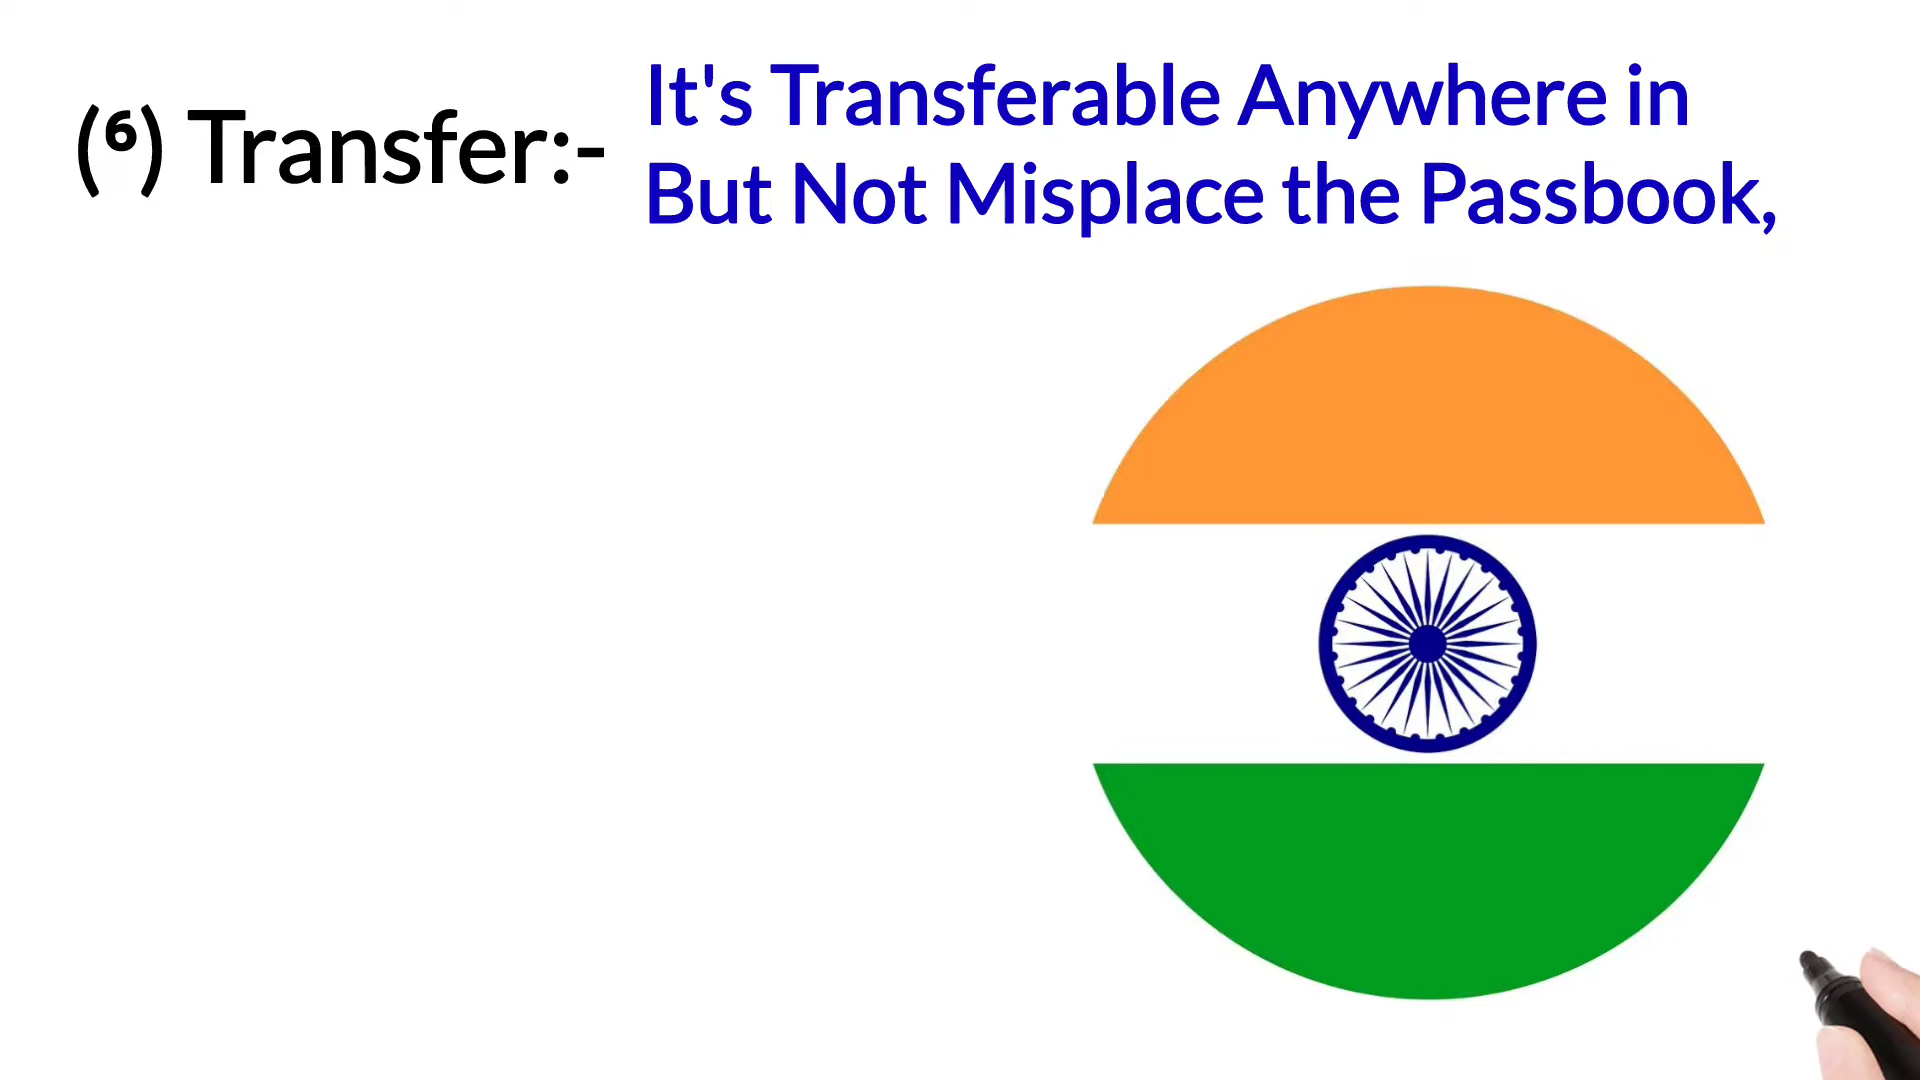 (⁶) Transfer:-
It's Transferable Anywhere in
But Not Misplace the Passbook,